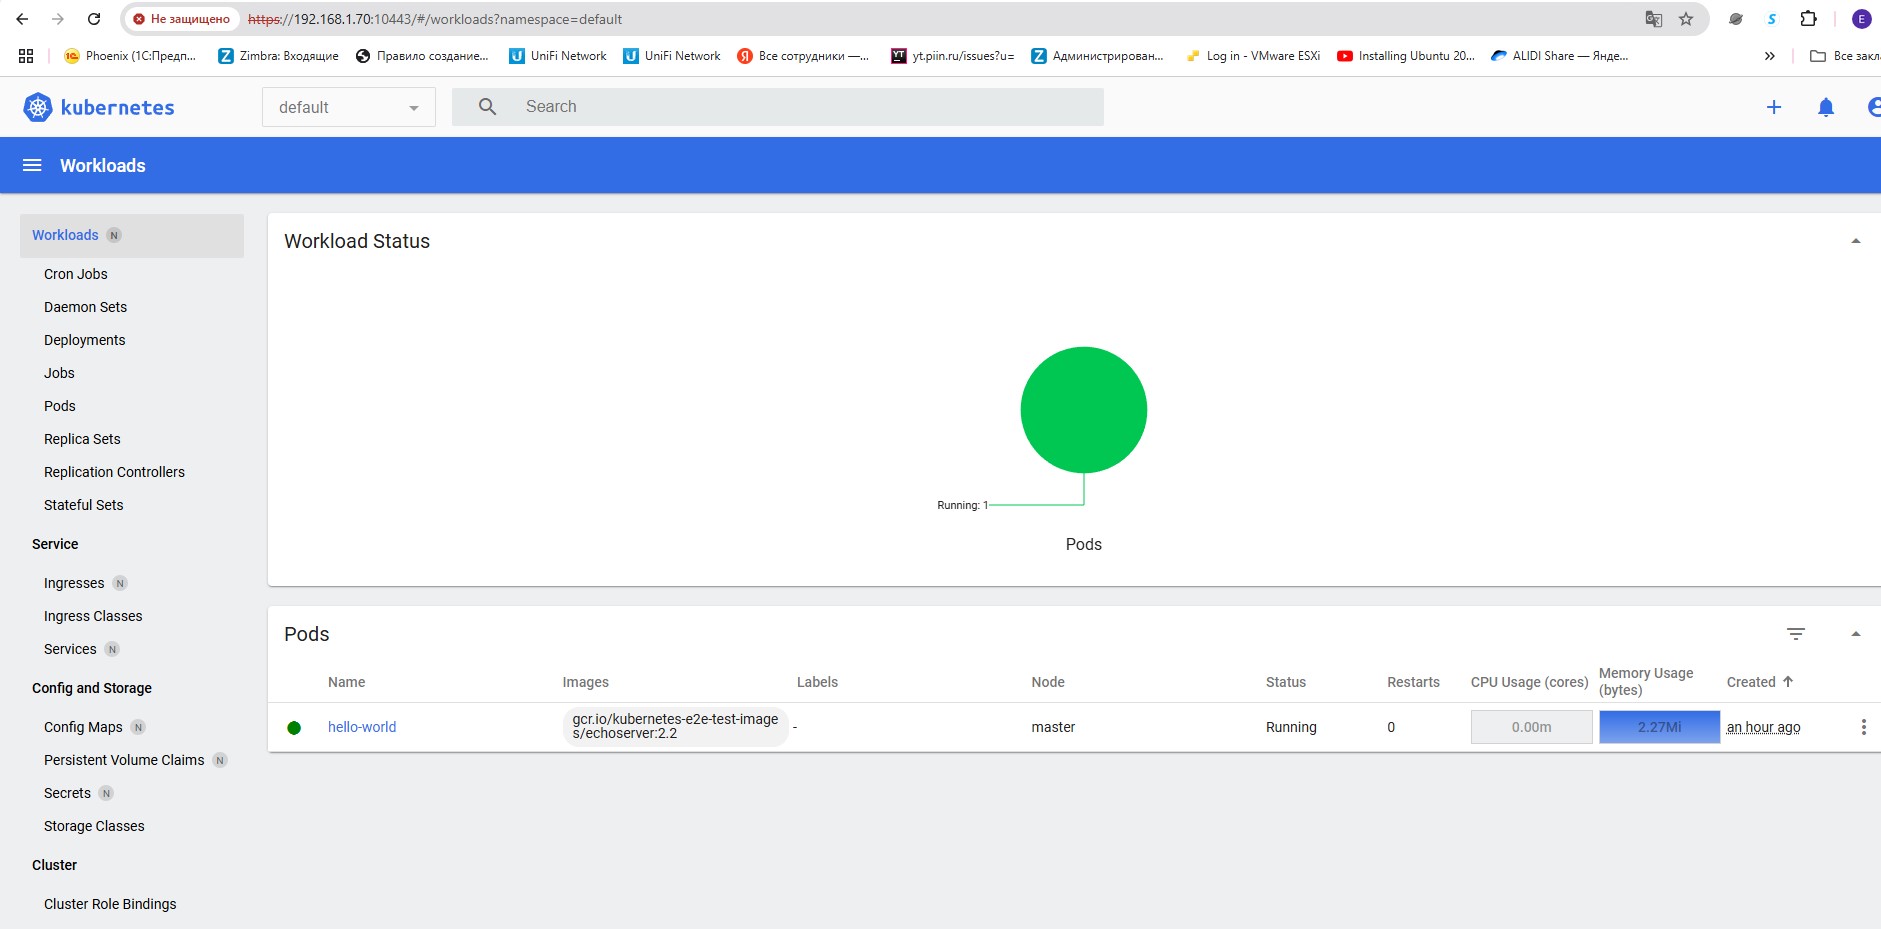 Не защищено
https://192.168.1.70:10443/#/workloads?namespace=default
E
Phoenix (1С:Предп...
Zimbra: Входящие
Правило создание...
UniFi Network
UniFi Network
Все сотрудники —...
yt.piin.ru/issues?u=
Администрирован...
Log in - VMware ESXi
Installing Ubuntu 20...
ALIDI Share — Янде...
Все закл
kubernetes
default
Search
Workloads
Workloads N
Cron Jobs
Daemon Sets
Deployments
Jobs
Pods
Replica Sets
Replication Controllers
Stateful Sets
Service
Ingresses N
Ingress Classes
Services N
Config and Storage
Config Maps N
Persistent Volume Claims N
Secrets N
Storage Classes
Cluster
Cluster Role Bindings
Workload Status
Running: 1
Pods
Pods
Name
Images
Labels
Node
Status
Restarts
CPU Usage (cores)
Memory Usage
(bytes)
Created
hello-world
gcr.io/kubernetes-e2e-test-image
s/echoserver:2.2
-
master
Running
0
0.00m
2.27Mi
an hour ago